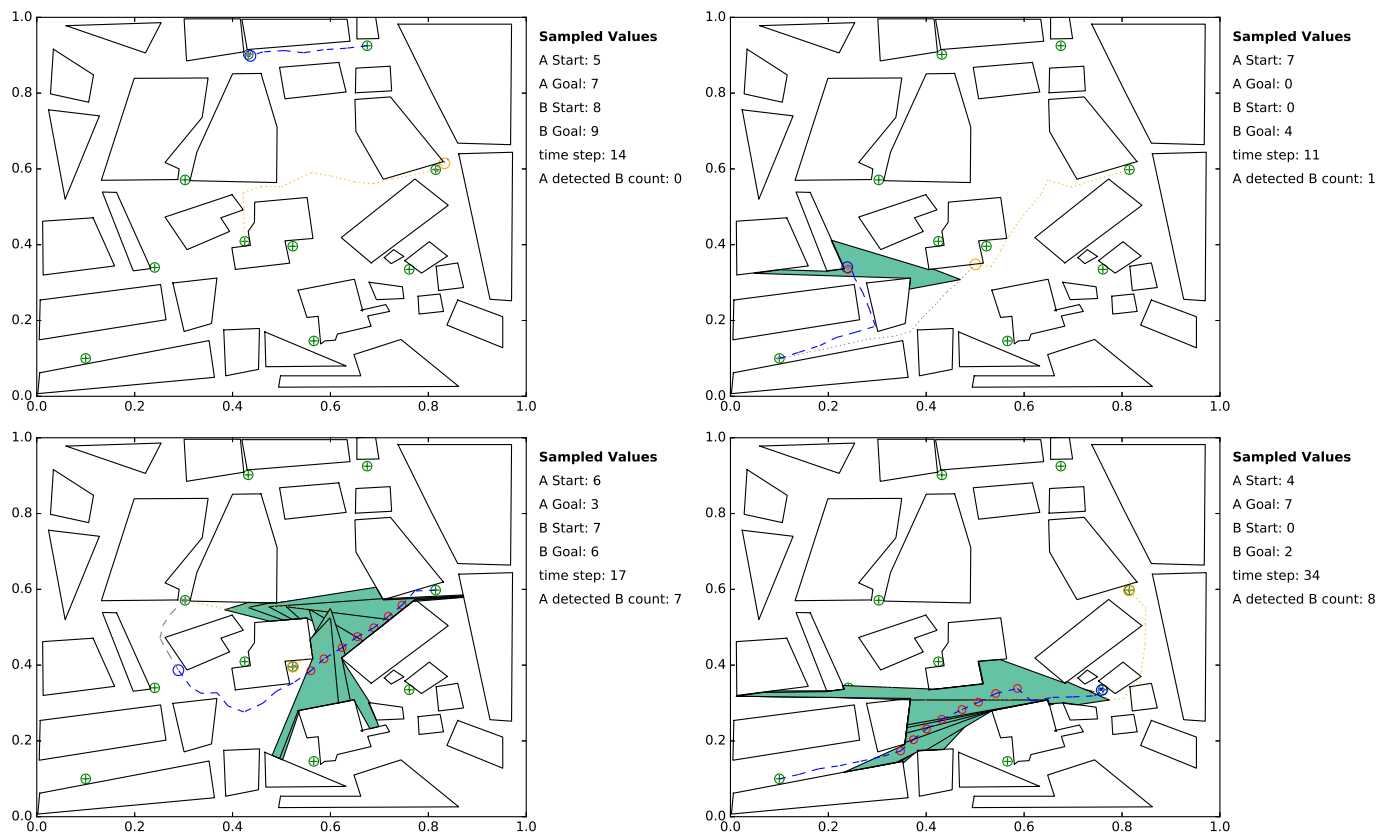 1.0
0.8
0.6
0.4
0.2
0.0
0.0 0.2 0.4 0.6 0.8 1.0
Sampled Values
A Start: 5
A Goal: 7
B Start: 8
B Goal: 9
time step: 14
A detected B count: 0
1.0
0.8
0.6
0.4
0.2
0.0
0.0 0.2 0.4 0.6 0.8 1.0
Sampled Values
A Start: 7
A Goal: 0
B Start: 0
B Goal: 4
time step: 11
A detected B count: 1
1.0
0.8
0.6
0.4
0.2
0.0
0.0 0.2 0.4 0.6 0.8 1.0
Sampled Values
A Start: 6
A Goal: 3
B Start: 7
B Goal: 6
time step: 17
A detected B count: 7
1.0
0.8
0.6
0.4
0.2
0.0
0.0 0.2 0.4 0.6 0.8 1.0
Sampled Values
A Start: 4
A Goal: 7
B Start: 0
B Goal: 2
time step: 34
A detected B count: 8